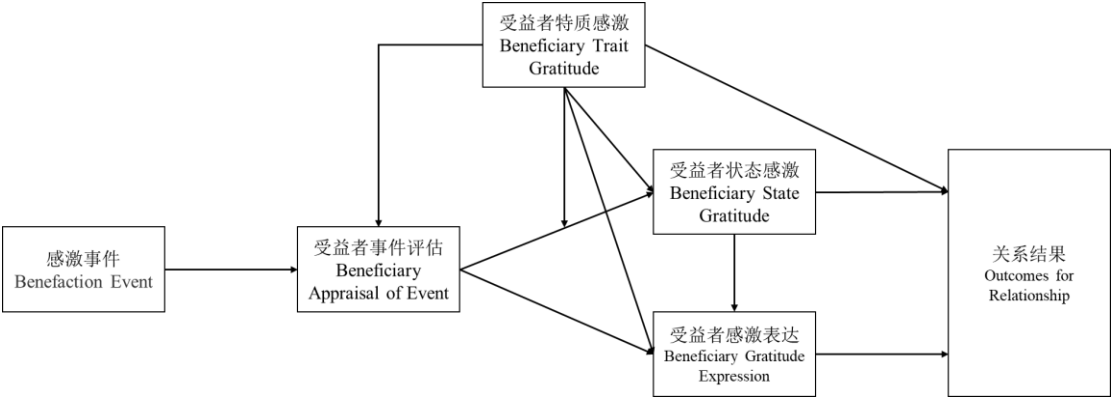 受益者特质感激
Beneficiary Trait
Gratitude
受益者状态感激
Beneficiary State
Gratitude
感激事件
Benefaction Event
受益者事件评估
Beneficiary
Appraisal of Event
关系结果
Outcomes for
Relationship
受益者感激表达
Beneficiary Gratitude
Expression